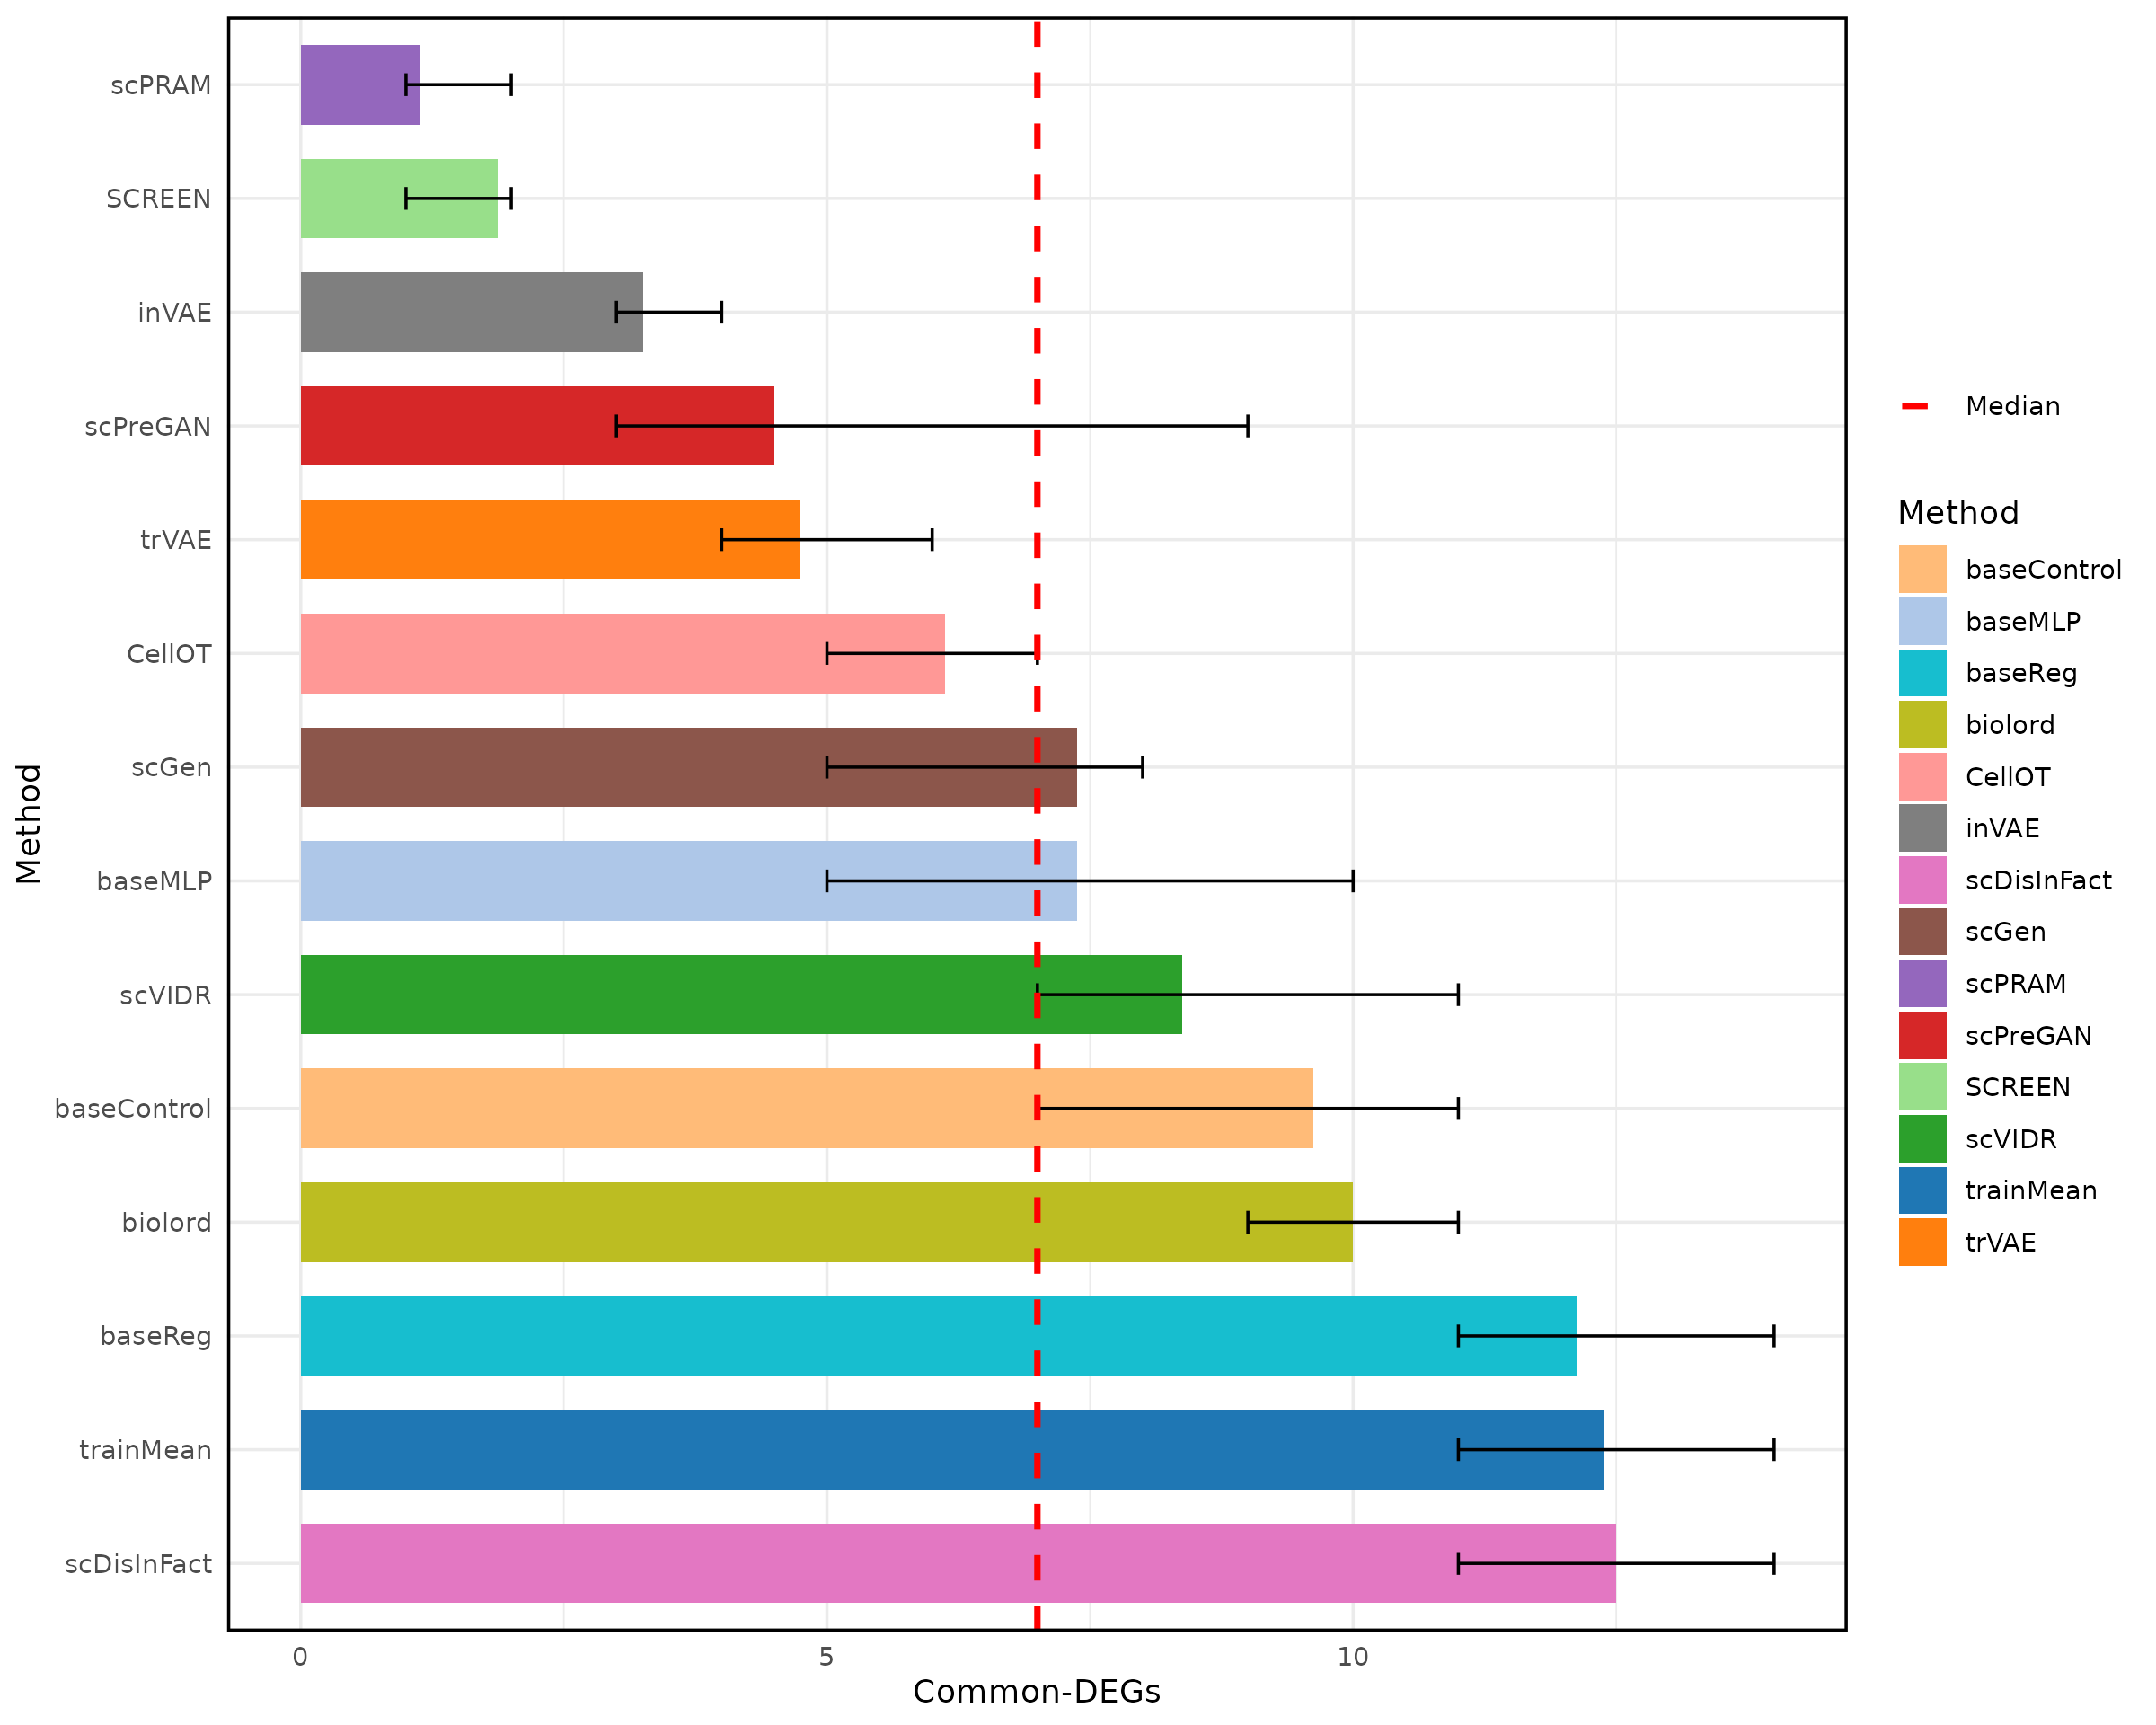 Method
scPRAM
SCREEN
inVAE
scPreGAN
trVAE
CellOT
scGen
baseMLP
scVIDR
baseControl
biolord
baseReg
trainMean
scDisInFact
0 5 10
Common-DEGs
Median
Method
baseControl
baseMLP
baseReg
biolord
CellOT
inVAE
scDisInFact
scGen
scPRAM
scPreGAN
SCREEN
scVIDR
trainMean
trVAE